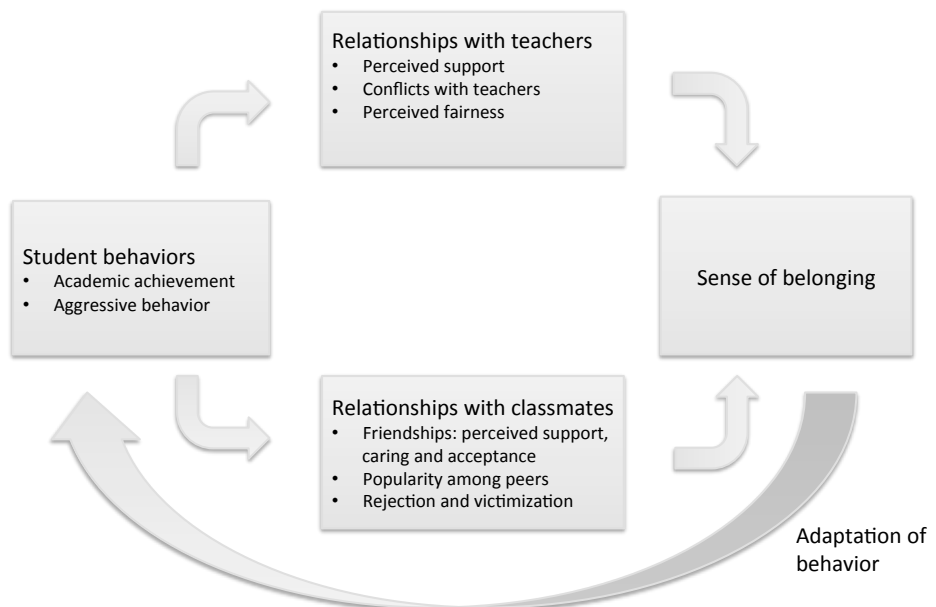 Relationships with teachers
• Perceived support
• Conflicts with teachers
• Perceived fairness
Student behaviors
• Academic achievement
• Aggressive behavior
Sense of belonging
Relationships with classmates
• Friendships: perceived support,
caring and acceptance
• Popularity among peers
• Rejection and victimization
Adaptation of
behavior